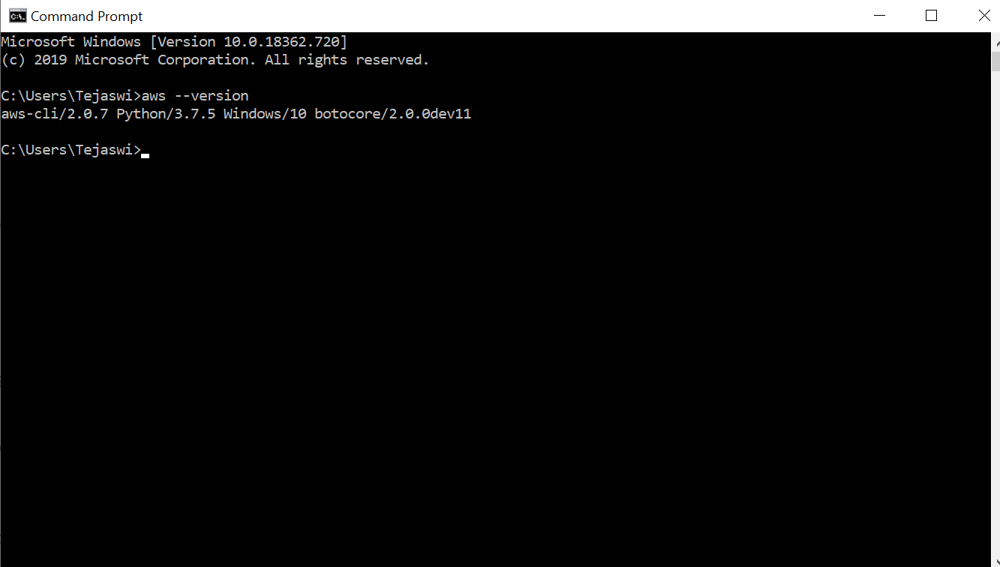 Command Prompt
Microsoft Windows [Version 10.0.18362.720]
(c) 2019 Microsoft Corporation. All rights reserved.
C:\Users\Tejaswi>aws --version
aws-cli/2.0.7 Python/3.7.5 Windows/10 botocore/2.0.0dev11
C:\Users\Tejaswi>